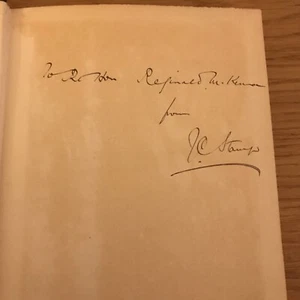 To Rt Hon Reginald McKenna
from
J C Stamp